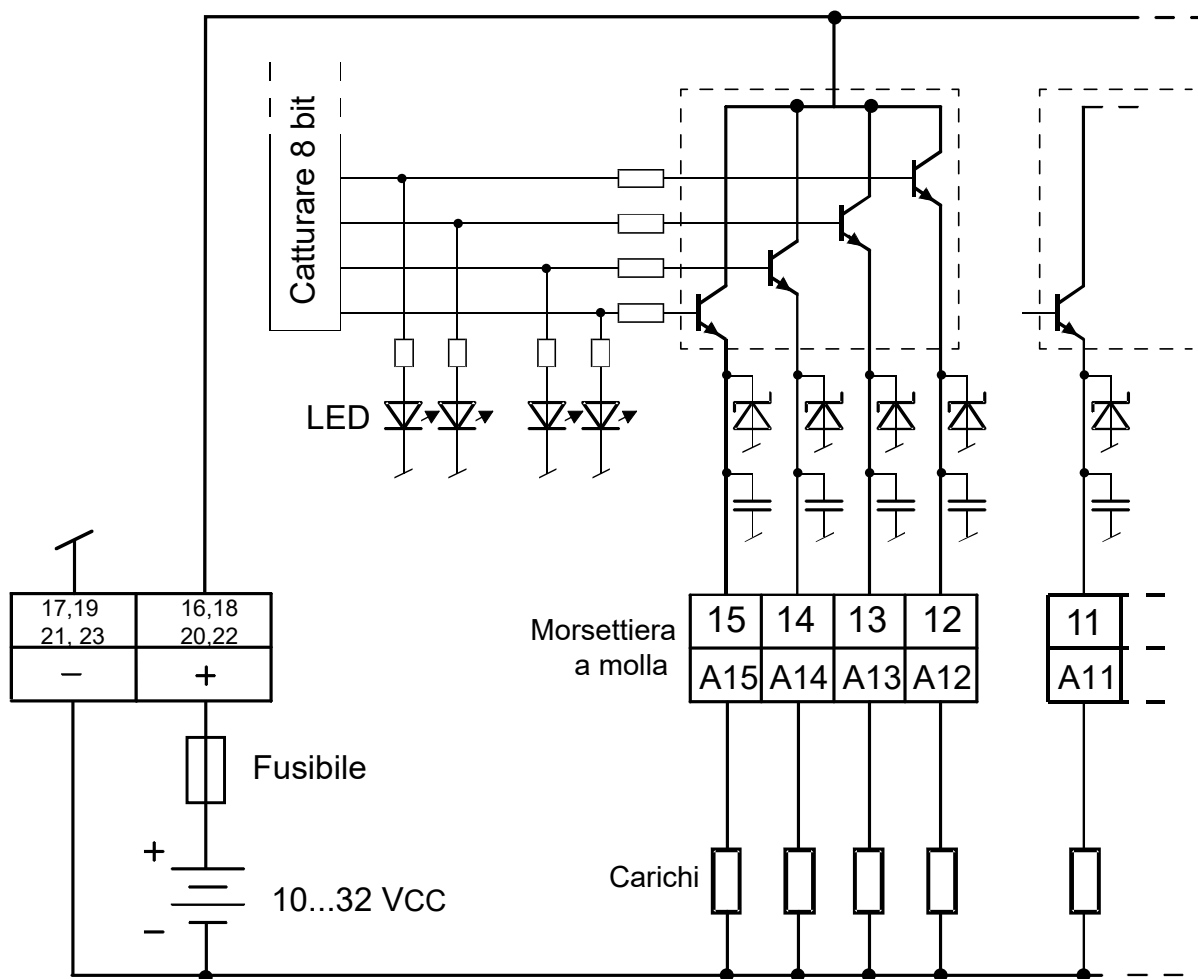 Catturare 8 bit
LED
17,19
21, 23
16,18
20,22
−
+
Morsettiera
a molla
15
14
13
12
11
A15
A14
A13
A12
A11
Fusibile
+
−
10...32 VCC
Carichi